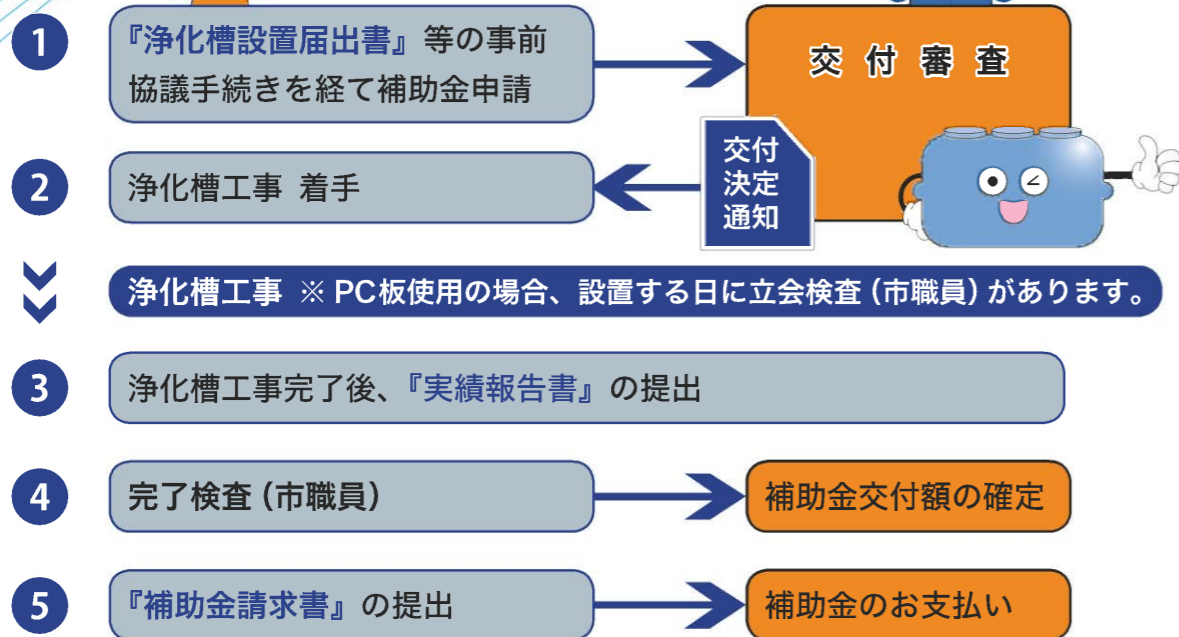 1
『浄化槽設置届出書』等の事前
協議手続きを経て補助金申請
交付審査
交付
決定
通知
2
浄化槽工事 着手
浄化槽工事 ※ PC板使用の場合、設置する日に立会検査(市職員)があります。
3
浄化槽工事完了後、『実績報告書』の提出
4
完了検査(市職員)
補助金交付額の確定
5
『補助金請求書』の提出
補助金のお支払い